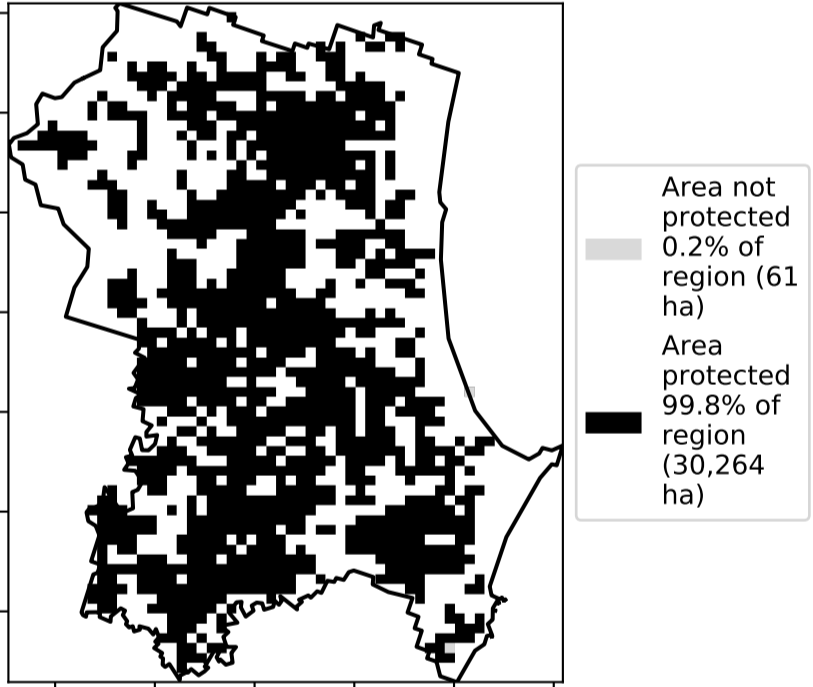 Area not
protected
0.2% of
region (61
ha)
Area
protected
99.8% of
region
(30,264
ha)